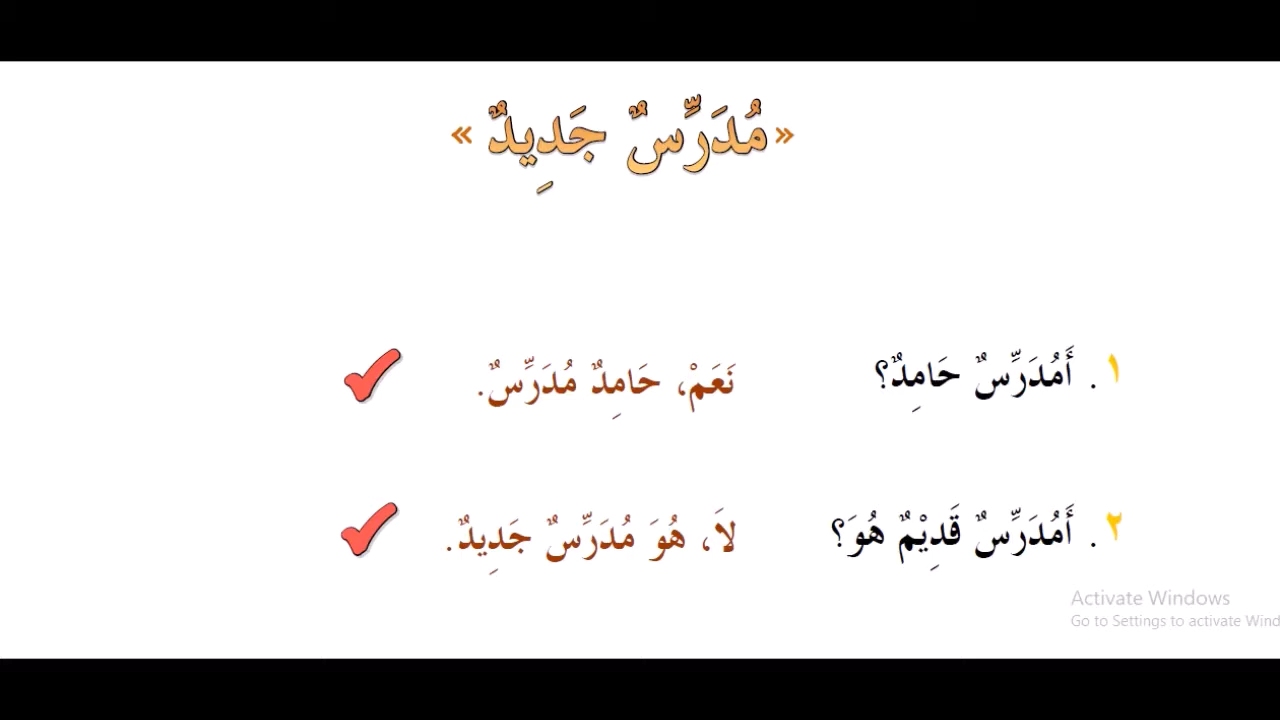 «مُدَرِّسٌ جَدِيدٌ»
١. أَمُدَرِّسٌ حَامِدٌ؟ نَعَمْ، حَامِدٌ مُدَرِّسٌ.
٢. أَمُدَرِّسٌ قَدِيْمٌ هُوَ؟ لاَ، هُوَ مُدَرِّسٌ جَدِيدٌ.
Activate Windows
Go to Settings to activate Wind